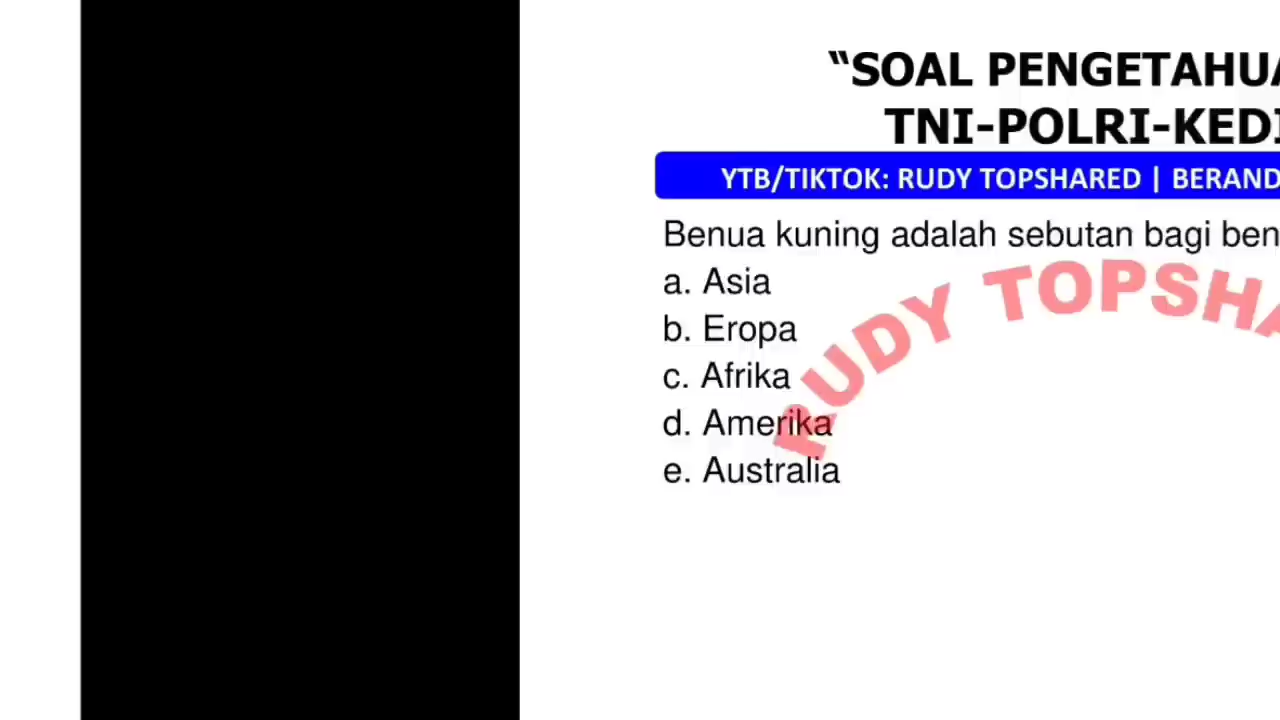 “SOAL PENGETAHUA
TNI-POLRI-KEDI
YTB/TIKTOK: RUDY TOPSHARED | BERAND
Benua kuning adalah sebutan bagi ben
a. Asia
b. Eropa
c. Afrika
d. Amerika
e. Australia
RUDY TOPSHA